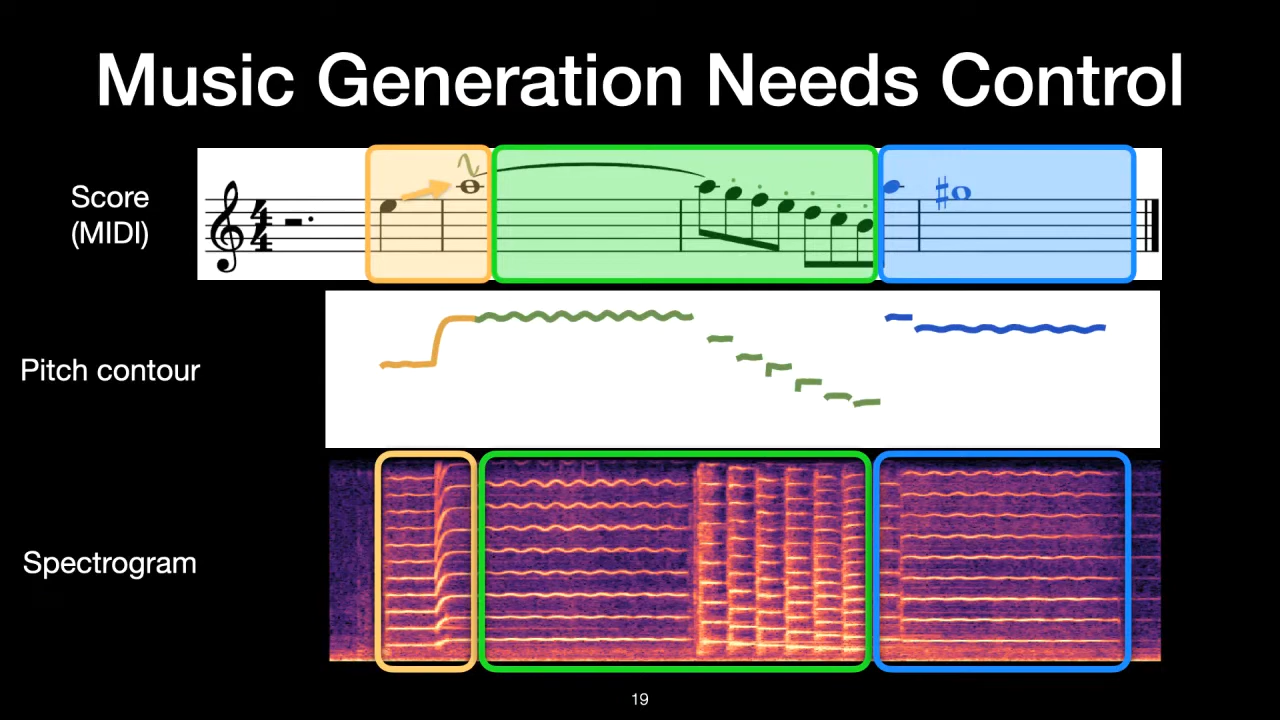 Music Generation Needs Control
Score
(MIDI)
Pitch contour
Spectrogram
19